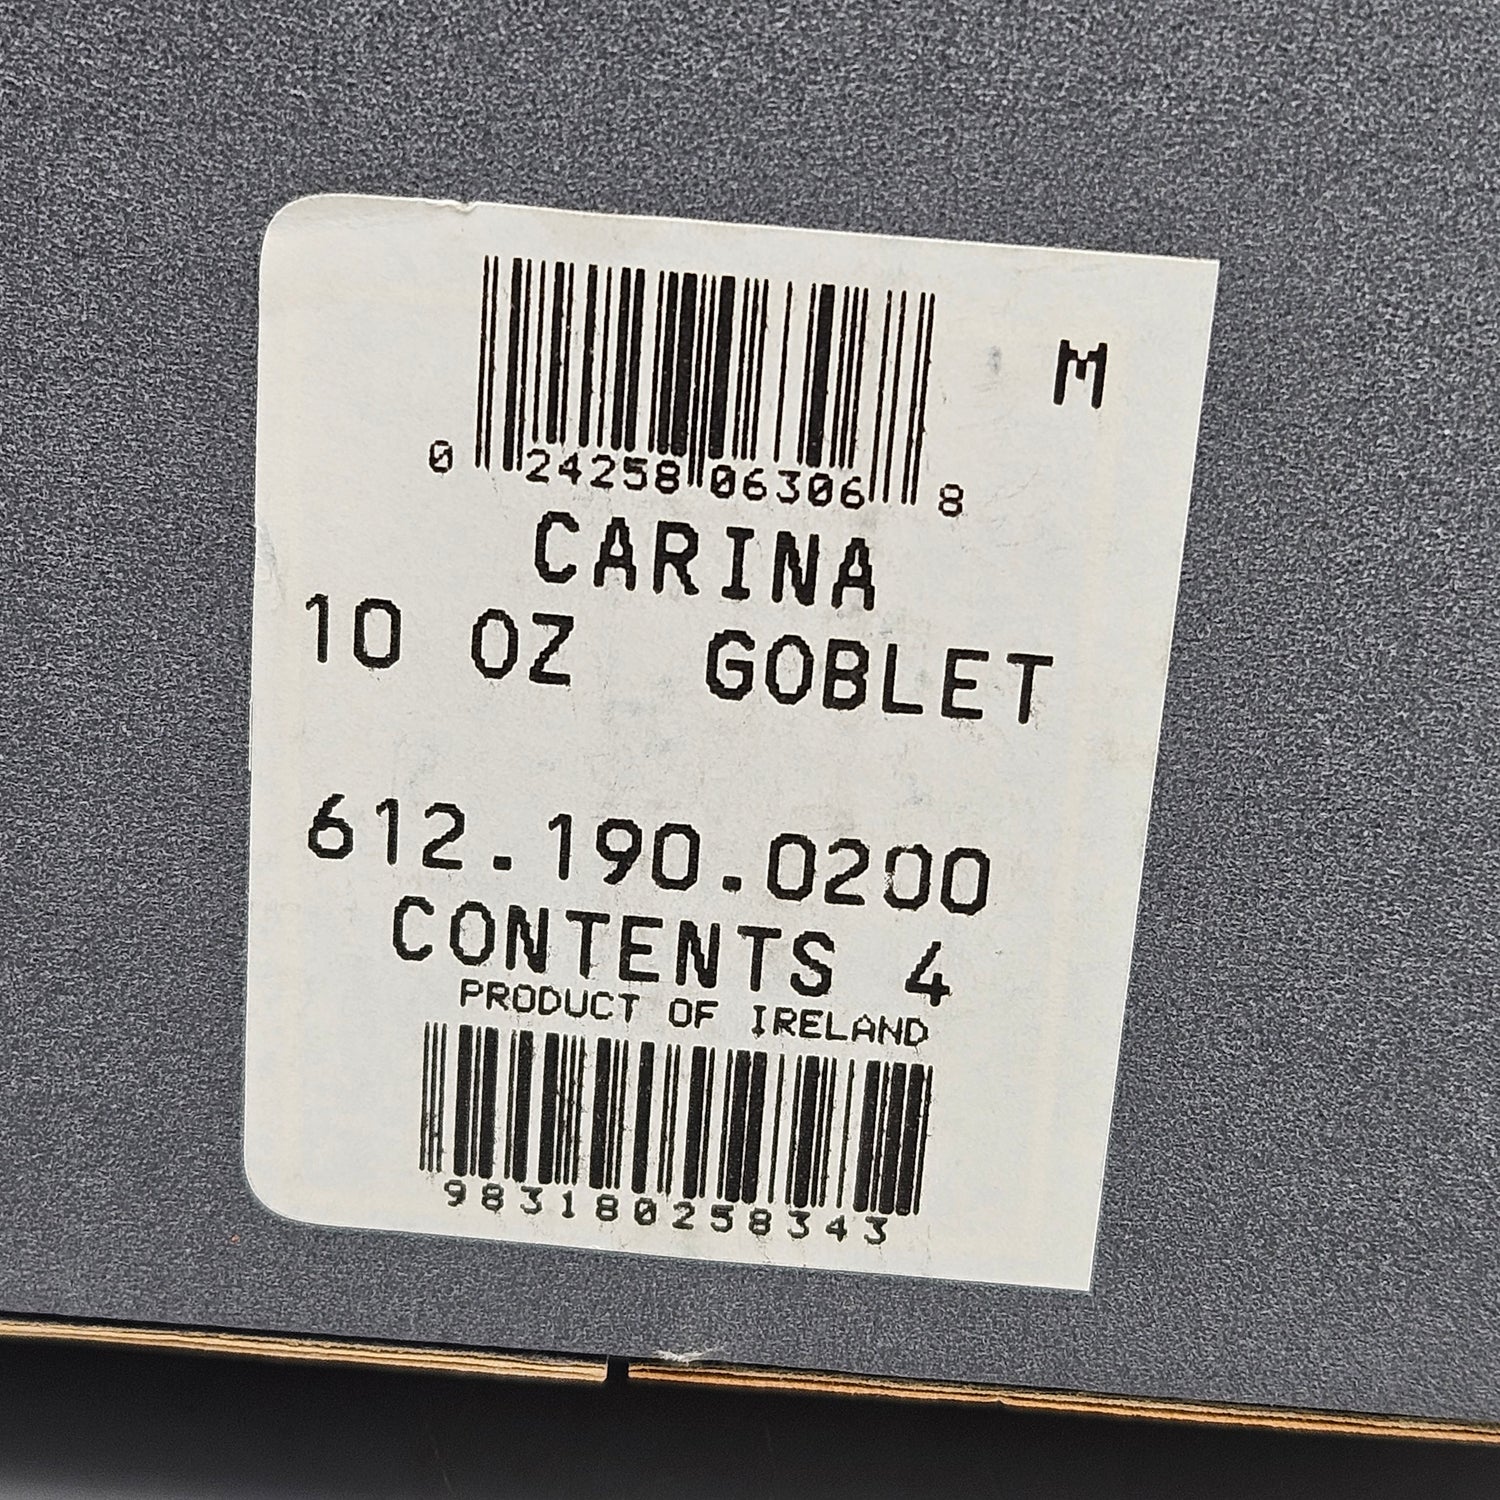 M
0 24258 06306 8
CARINA
10 OZ GOBLET
612.190.0200
CONTENTS 4
PRODUCT OF IRELAND
983180258343